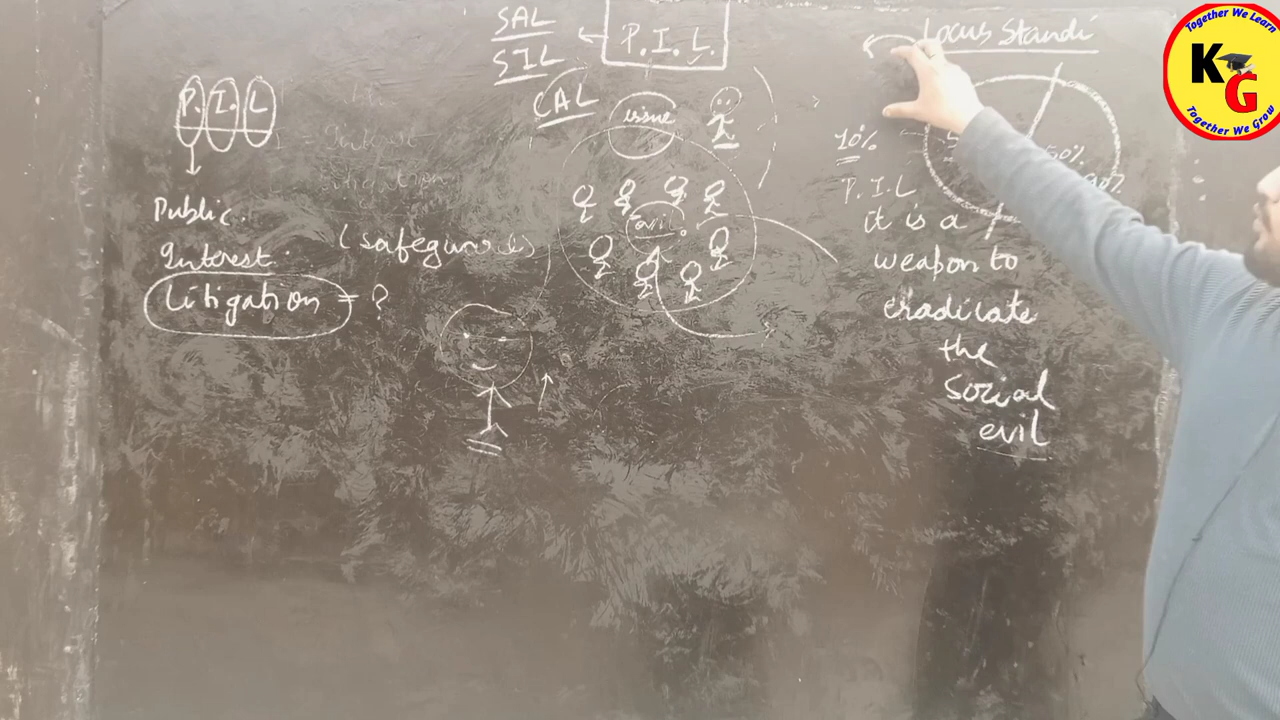 SAL
SIL
CAL
P.I.L.
Locus Standi
P. I. L
Public.
Interest.
Litigation = ?
(safeguards)
issue
evil.
10%
50%
90%
P.I.L
it is a
weapon to
eradicate
the
social
evil
Together We Learn
KG
Together We Grow